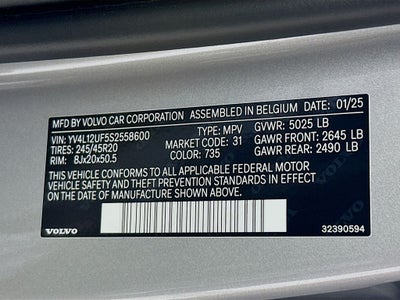 MFD BY VOLVO CAR CORPORATION ASSEMBLED IN BELGIUM DATE: 01/25
VIN: YV4L12UF5S2558600 TYPE: MPV GVWR: 5025 LB
TIRES: 245/45R20 MARKET CODE: 31 GAWR FRONT: 2645 LB
RIM: 8Jx20x50.5 COLOR: 735 GAWR REAR: 2490 LB
THIS VEHICLE CONFORMS TO ALL APPLICABLE FEDERAL MOTOR
VEHICLE SAFETY AND THEFT PREVENTION STANDARDS IN EFFECT
ON THE DATE OF MANUFACTURE SHOWN ABOVE.
VOLVO 32390594